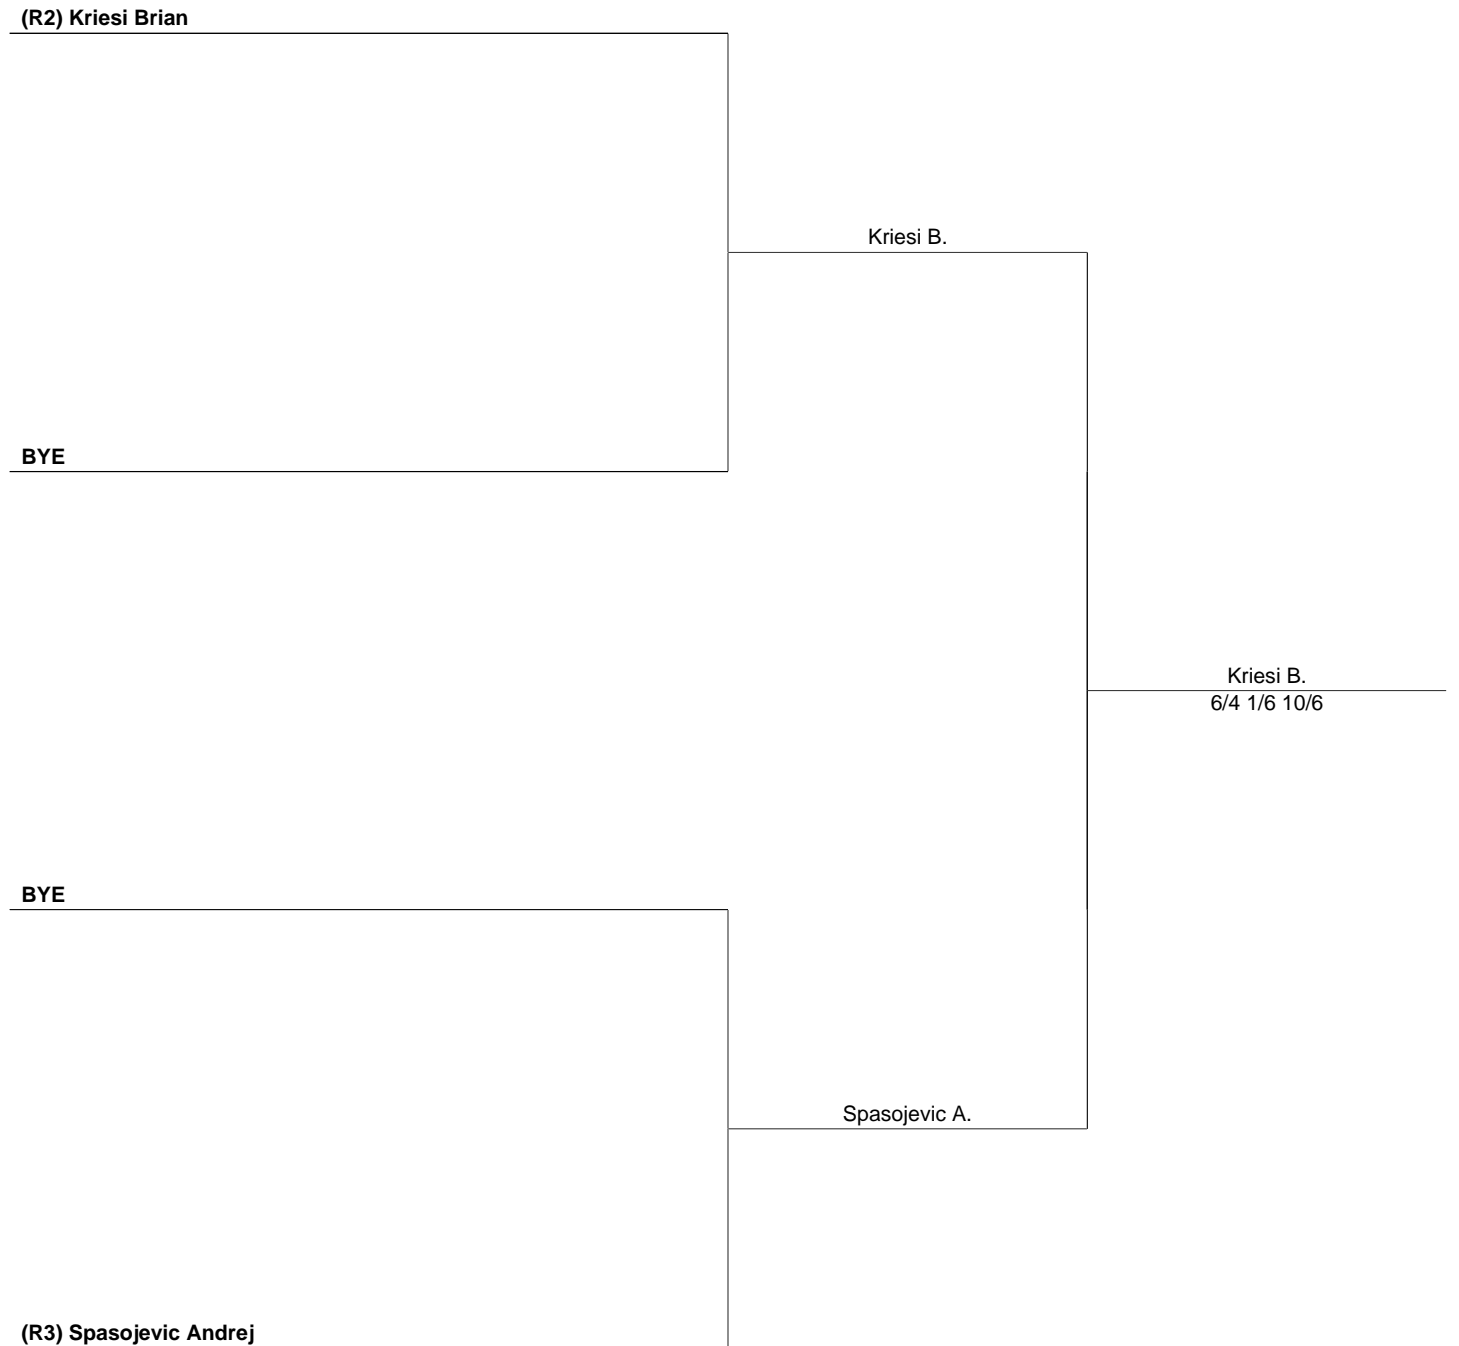 (R2) Kriesi Brian
Kriesi B.
BYE
Kriesi B.
6/4 1/6 10/6
BYE
Spasojevic A.
(R3) Spasojevic Andrej